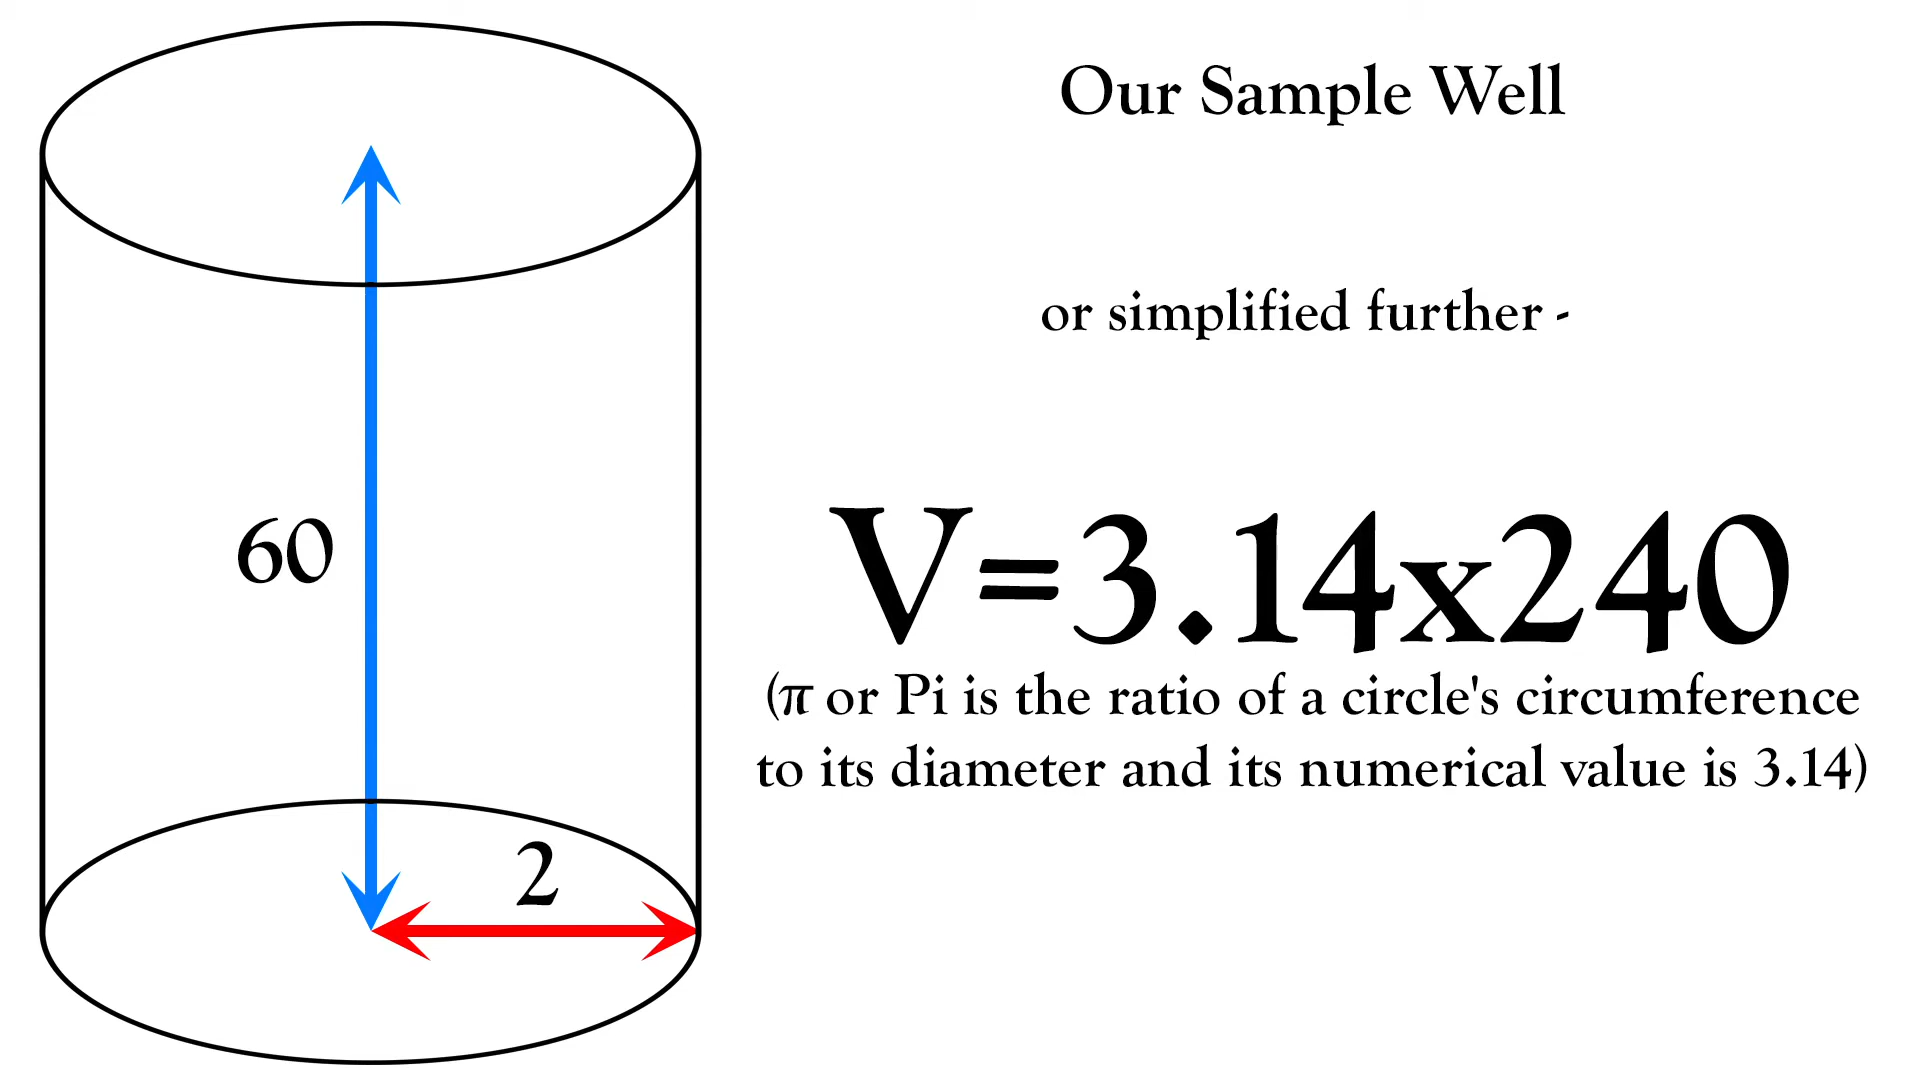 Our Sample Well
or simplified further -
60
V=3.14x240
(π or Pi is the ratio of a circle's circumference
to its diameter and its numerical value is 3.14)
2